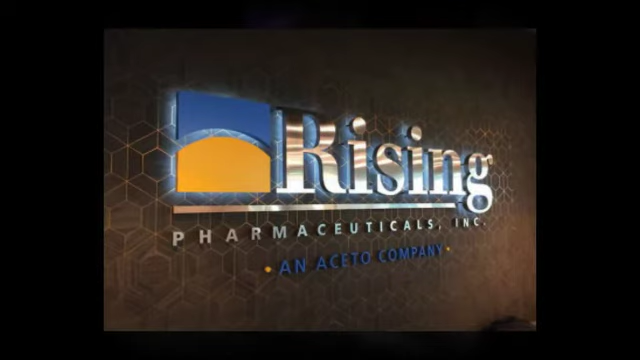 Rising
PHARMACEUTICALS, INC.
• AN ACETO COMPANY •